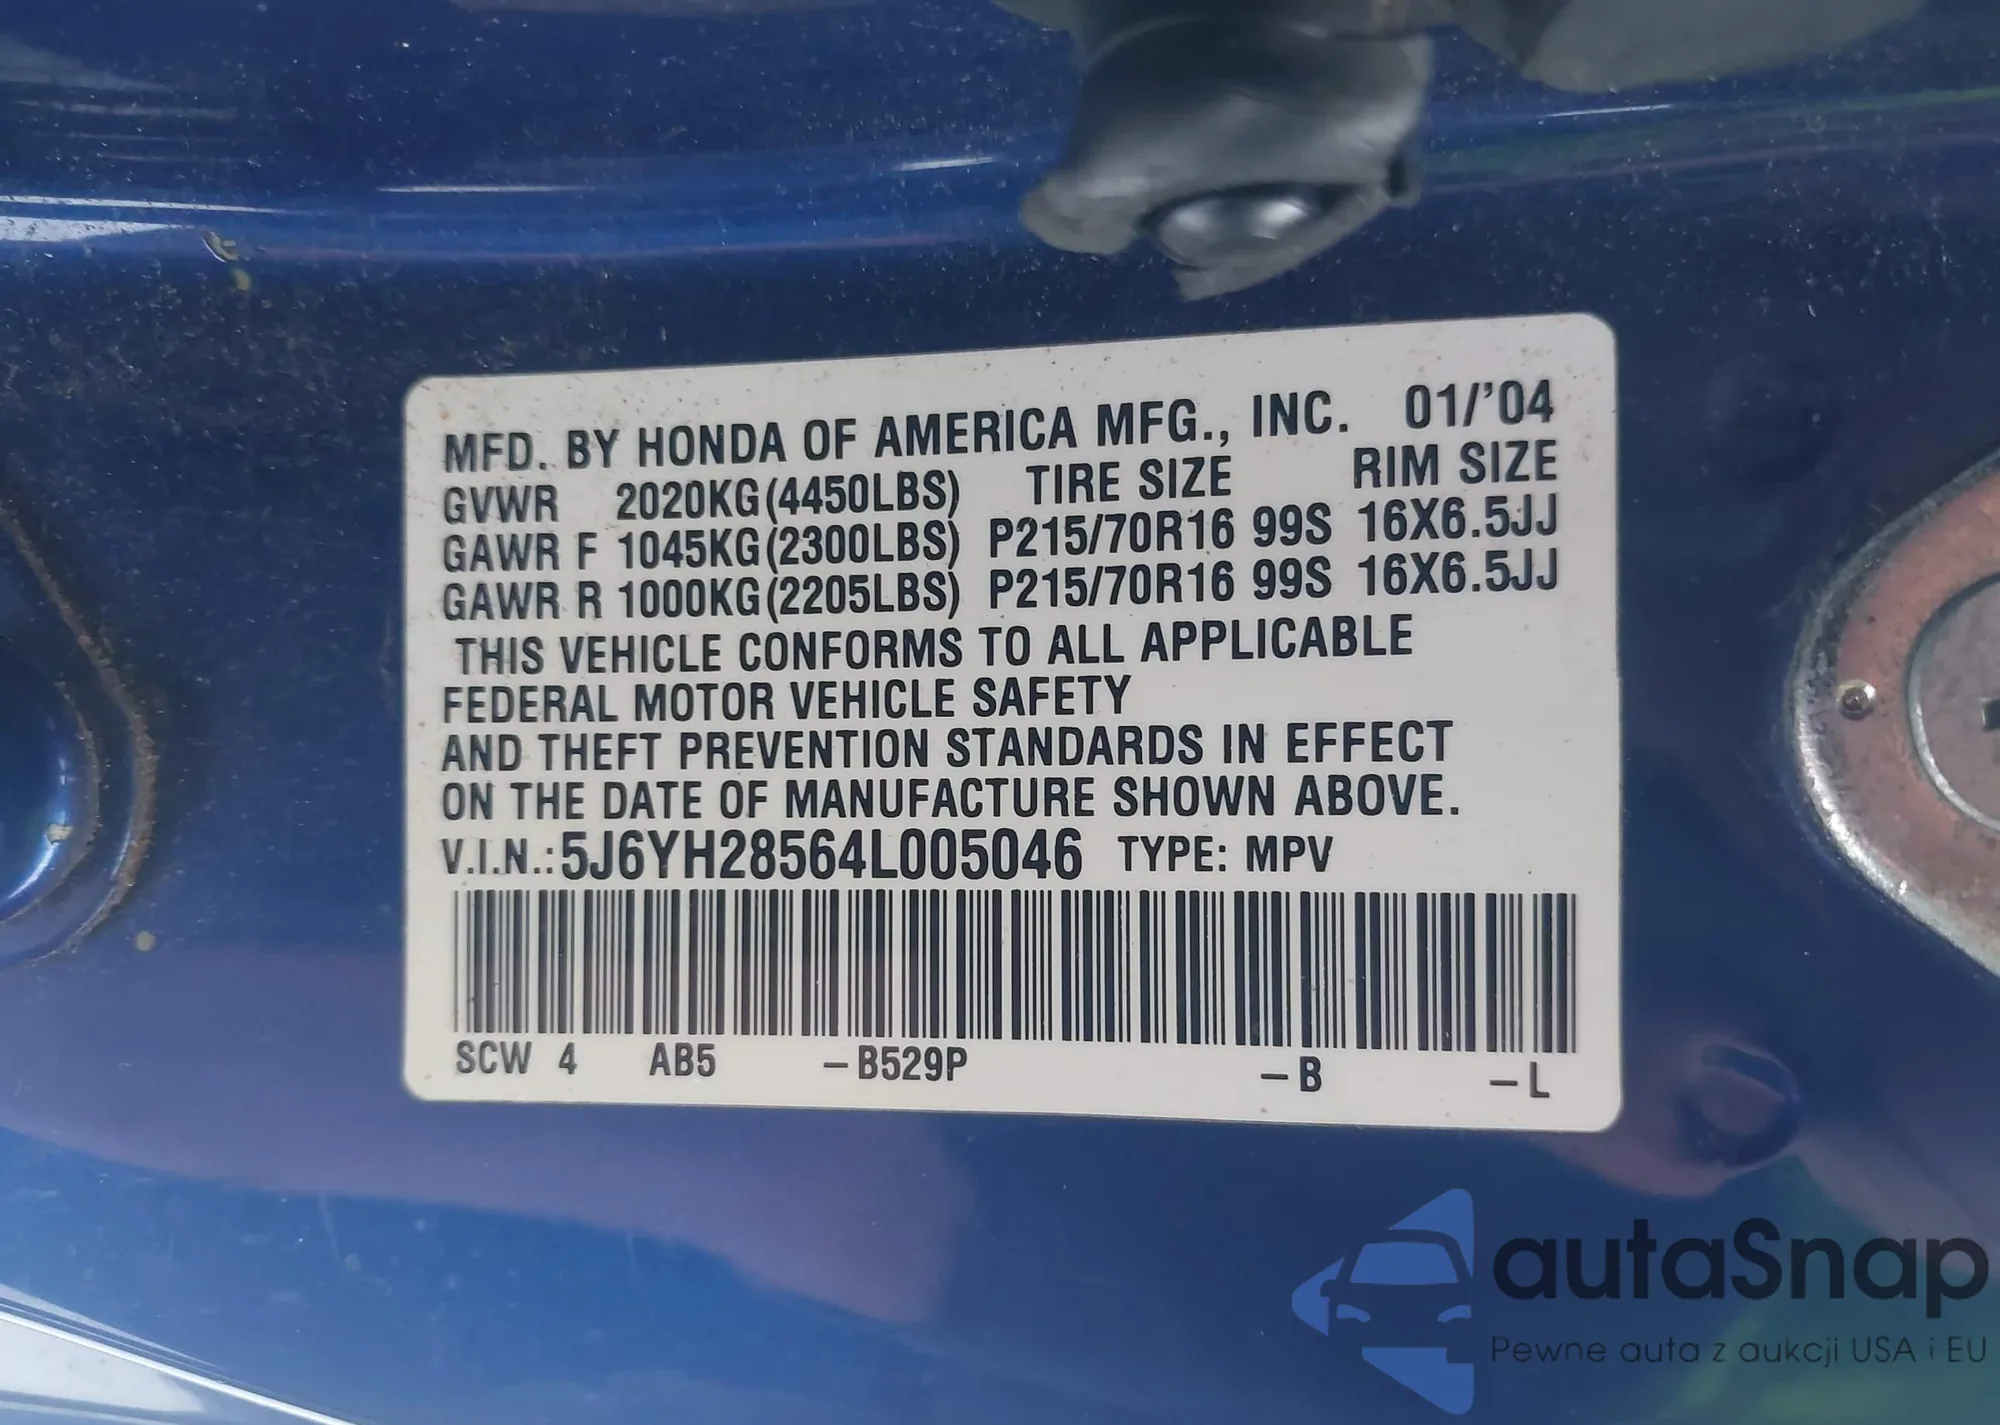 MFD. BY HONDA OF AMERICA MFG., INC. 01/'04
GVWR 2020KG(4450LBS) TIRE SIZE RIM SIZE
GAWR F 1045KG(2300LBS) P215/70R16 99S 16X6.5JJ
GAWR R 1000KG(2205LBS) P215/70R16 99S 16X6.5JJ
THIS VEHICLE CONFORMS TO ALL APPLICABLE
FEDERAL MOTOR VEHICLE SAFETY
AND THEFT PREVENTION STANDARDS IN EFFECT
ON THE DATE OF MANUFACTURE SHOWN ABOVE.
V.I.N.:5J6YH28564L005046 TYPE: MPV
SCW 4 AB5 –B529P –B –L
autaSnap
Pewne auta z aukcji USA i EU